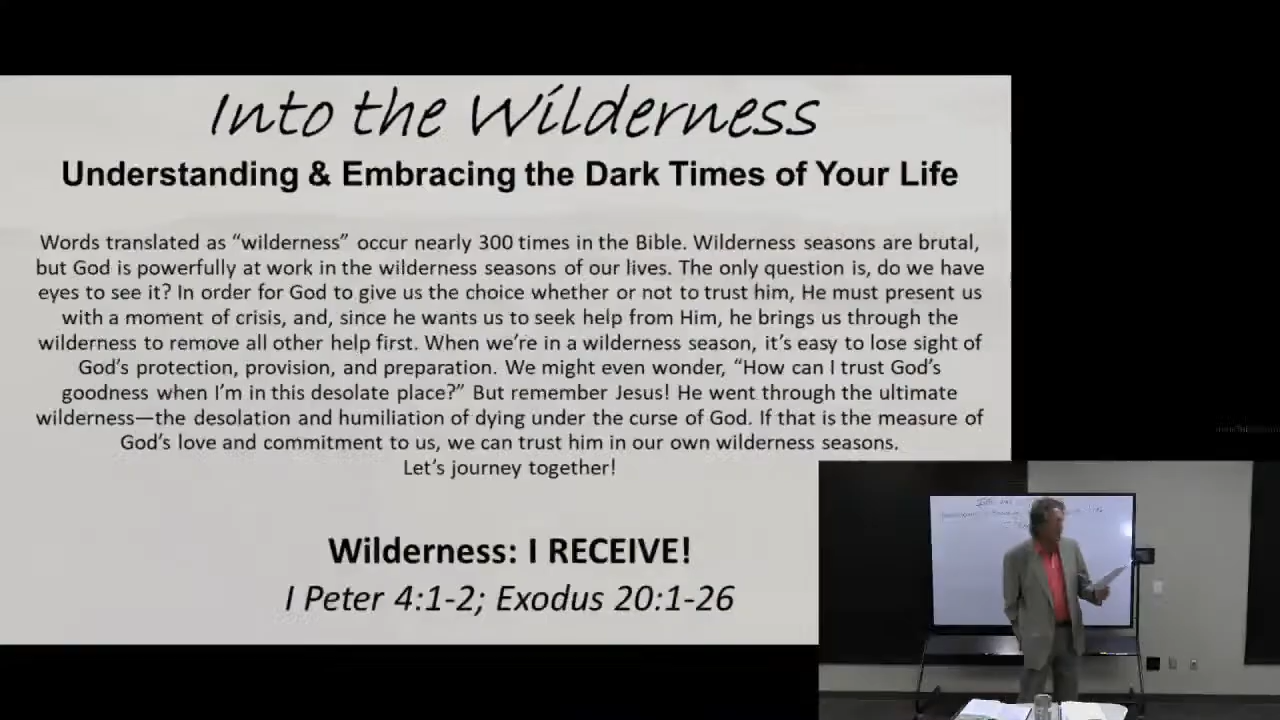 Into the Wilderness
Understanding & Embracing the Dark Times of Your Life
Words translated as “wilderness” occur nearly 300 times in the Bible. Wilderness seasons are brutal,
but God is powerfully at work in the wilderness seasons of our lives. The only question is, do we have
eyes to see it? In order for God to give us the choice whether or not to trust him, He must present us
with a moment of crisis, and, since he wants us to seek help from Him, he brings us through the
wilderness to remove all other help first. When we’re in a wilderness season, it’s easy to lose sight of
God’s protection, provision, and preparation. We might even wonder, “How can I trust God’s
goodness when I’m in this desolate place?” But remember Jesus! He went through the ultimate
wilderness—the desolation and humiliation of dying under the curse of God. If that is the measure of
God’s love and commitment to us, we can trust him in our own wilderness seasons.
Let’s journey together!
Wilderness: I RECEIVE!
I Peter 4:1-2; Exodus 20:1-26